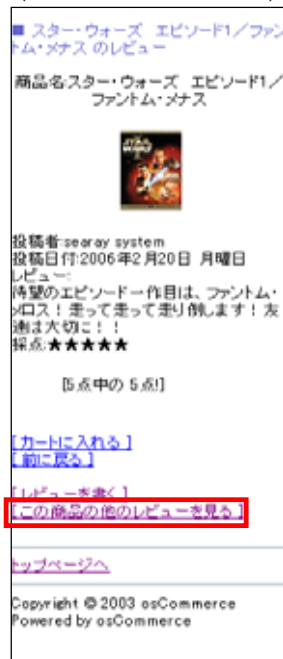 ■ スター・ウォーズ エピソード1／ファン
トム・メナス のレビュー
商品名:スター・ウォーズ エピソード1／
ファントム・メナス
STAR WARS
投稿者:searay system
投稿日付:2006年2月20日 月曜日
レビュー:
待望のエピソード一作目は、ファントム・
メロス！ 走って走って走り倒します！ 友
達は大切に！！
採点:★★★★★
[5点中の 5点!]
[ カートに入れる ]
[ 前に戻る ]
[ レビューを書く ]
[ この商品の他のレビューを見る ]
トップページへ
Copyright © 2003 osCommerce
Powered by osCommerce